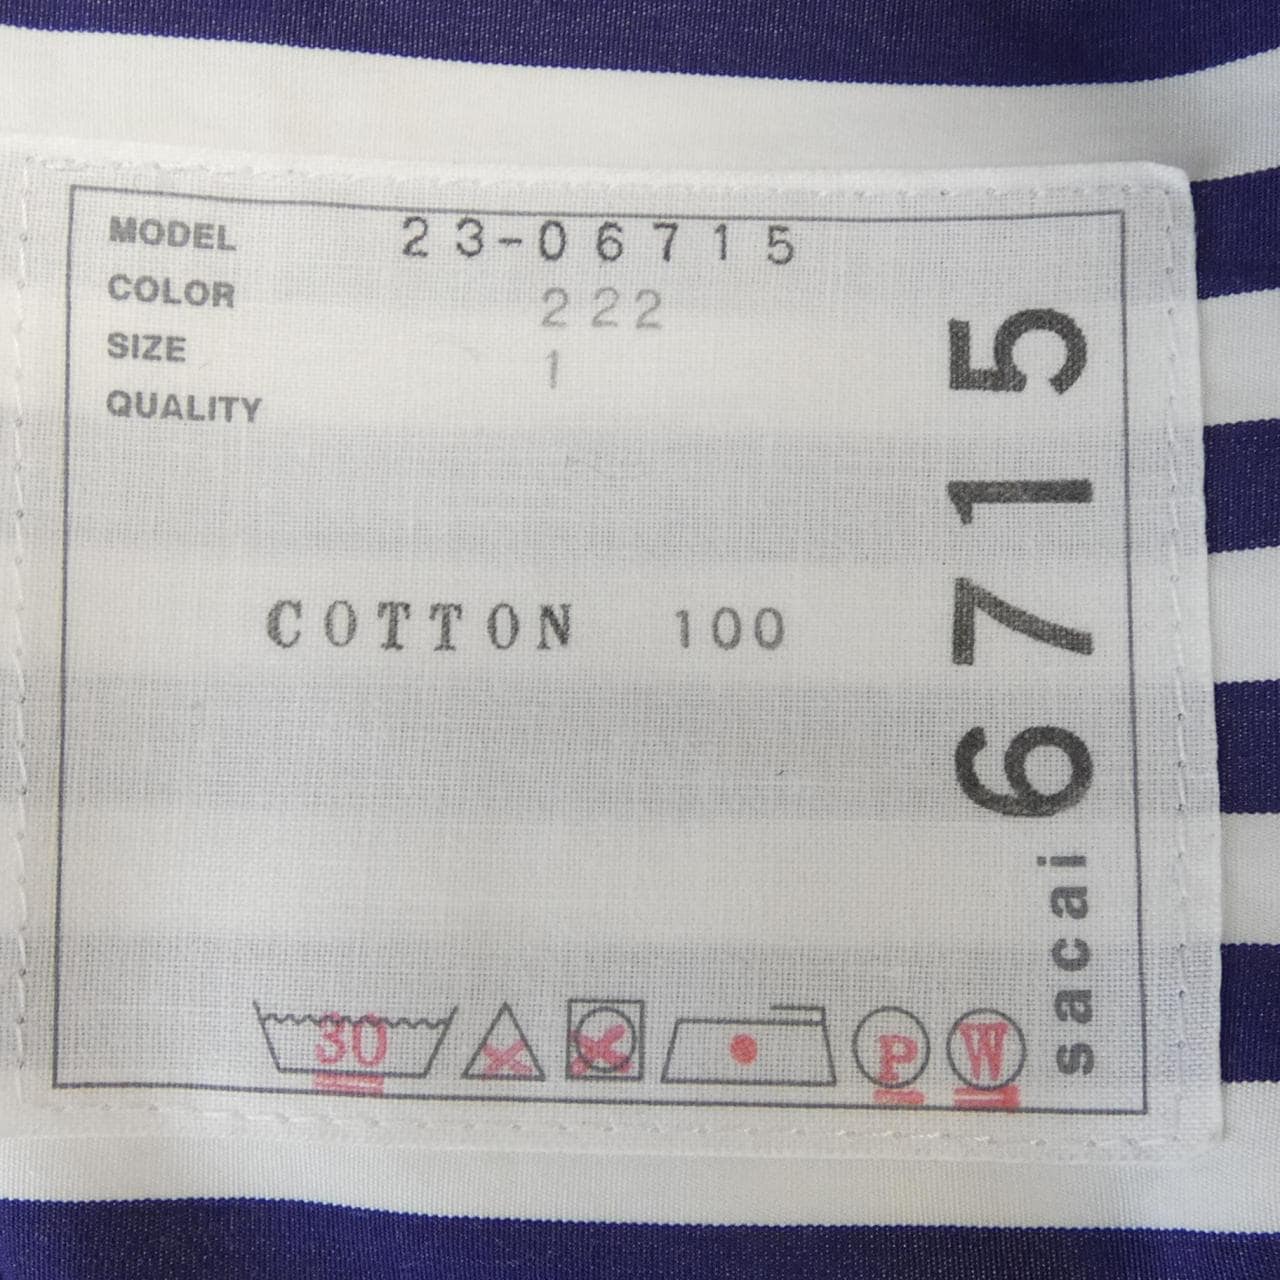 MODEL 23-06715
COLOR 222
SIZE 1
QUALITY
COTTON 100
30 P W
sacai 6715